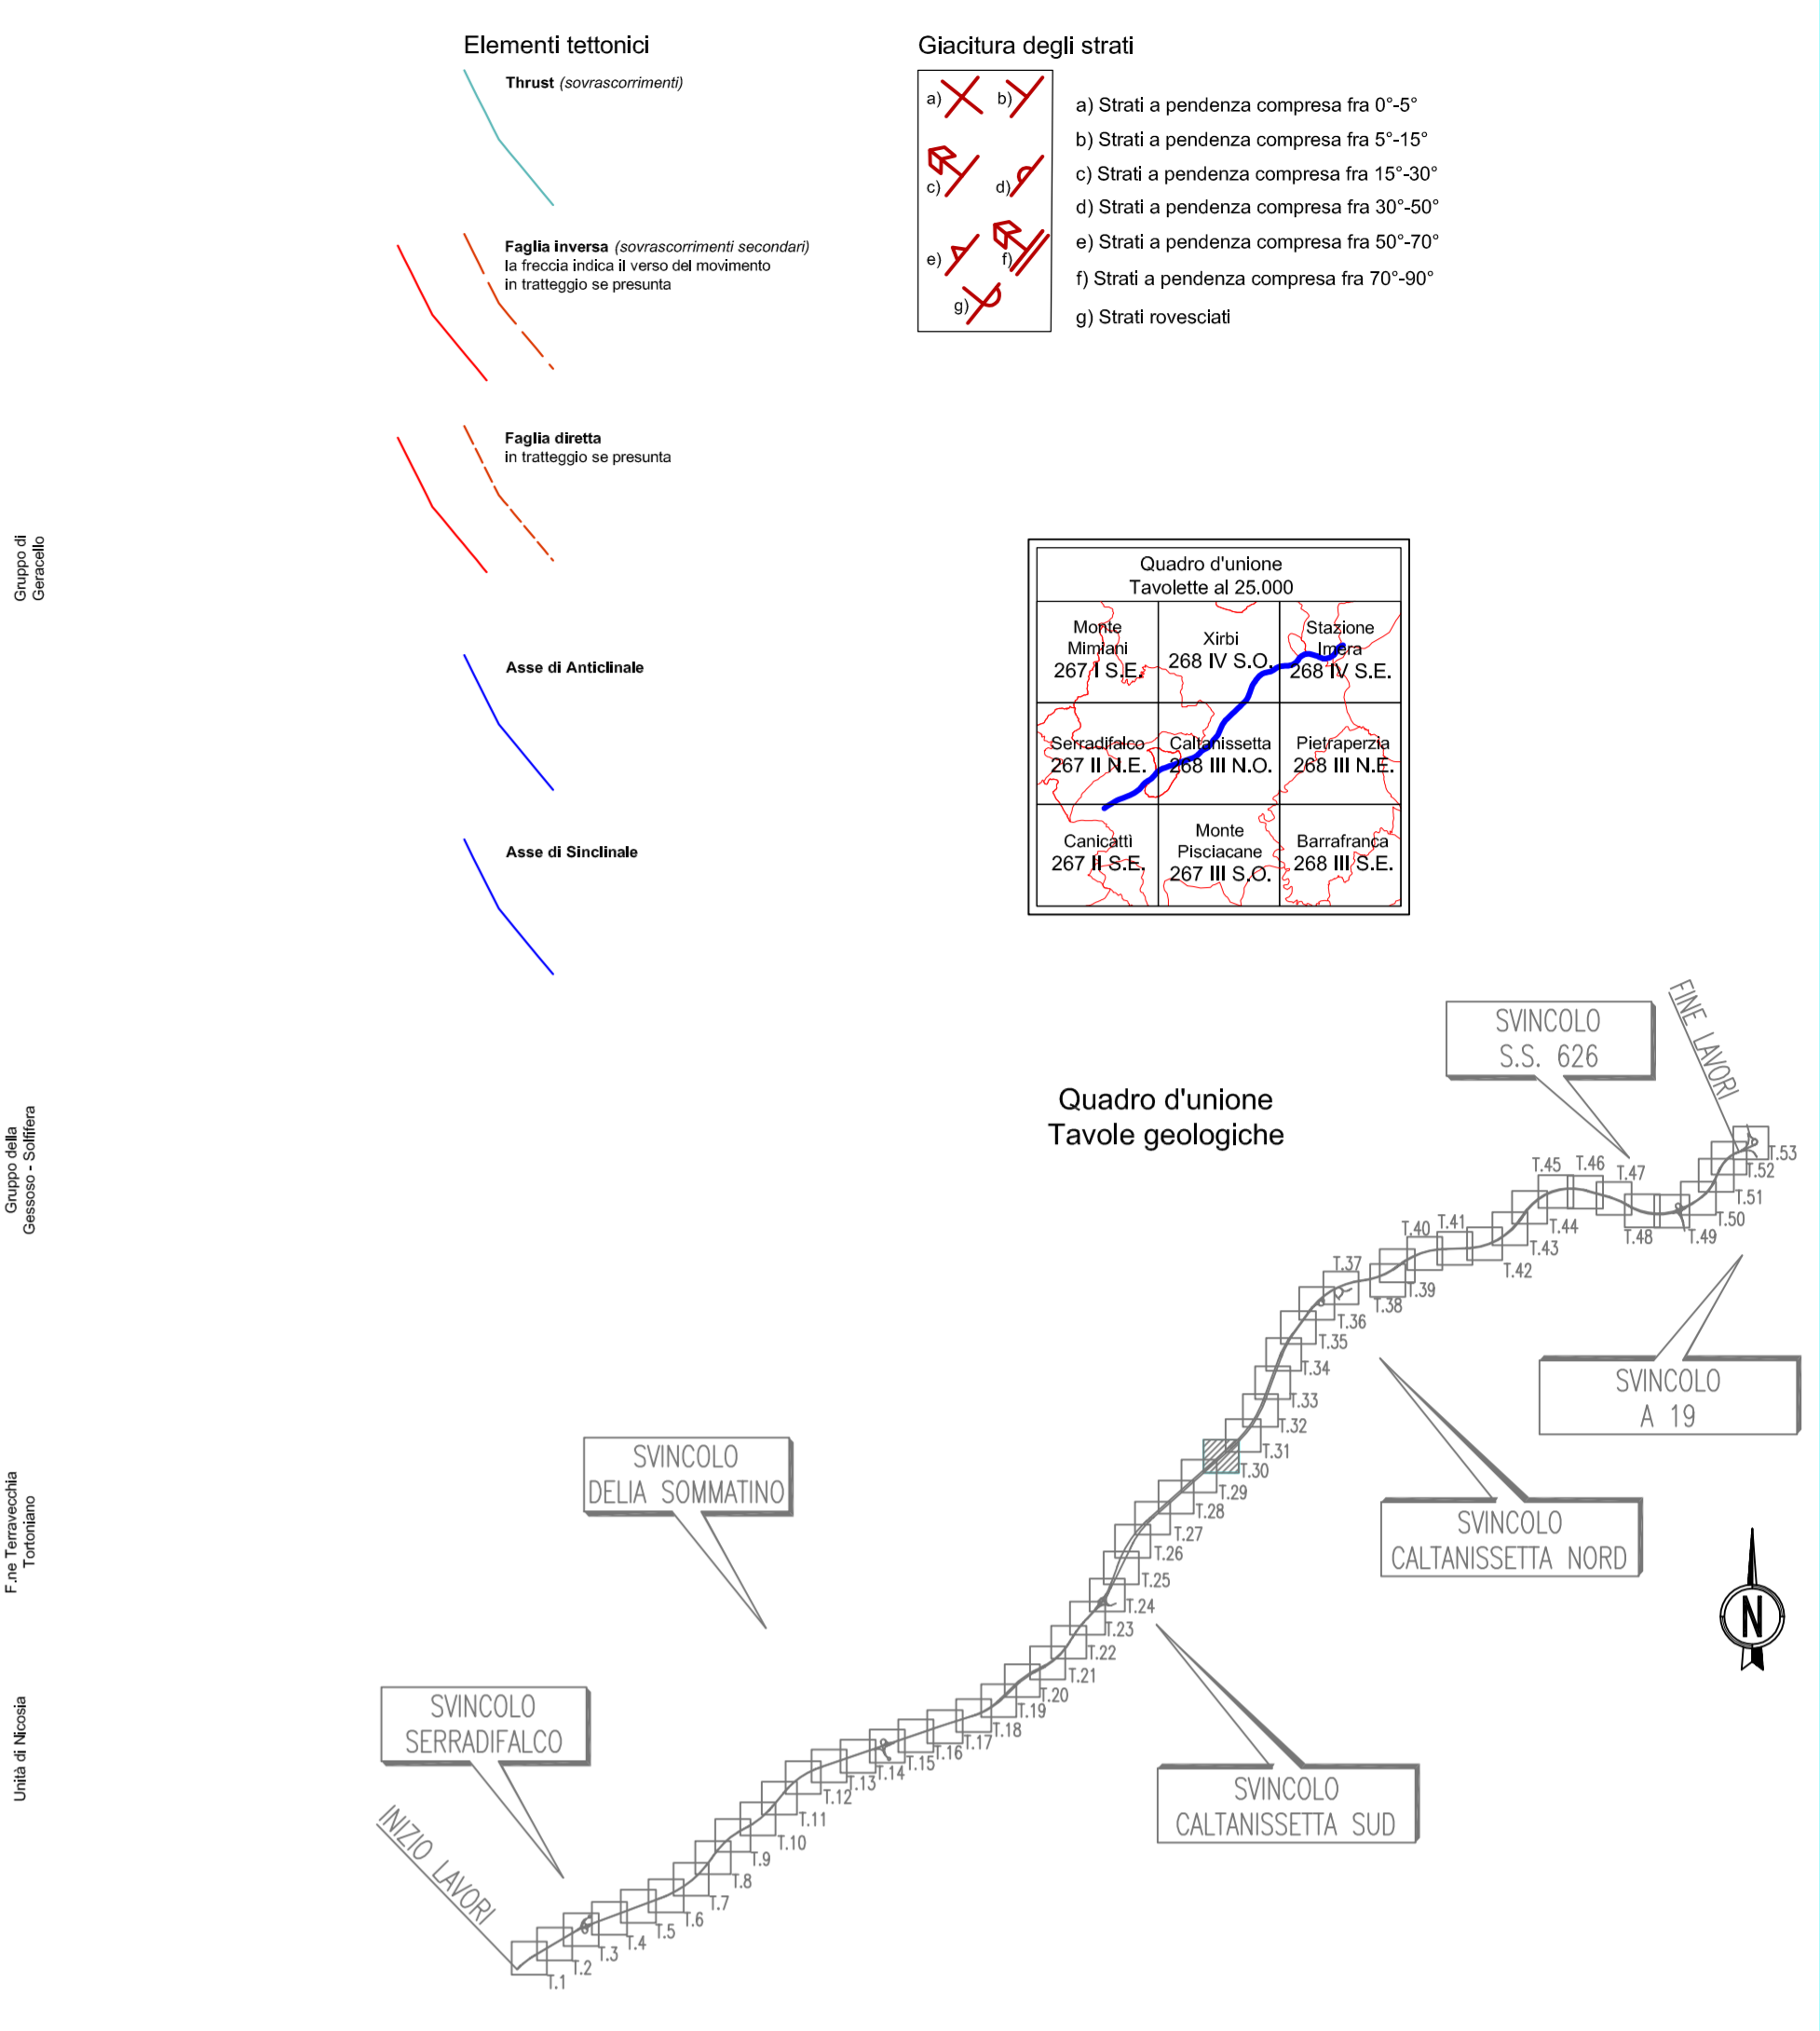 Elementi tettonici
Thrust (sovrascorrimenti)
Faglia inversa (sovrascorrimenti secondari)
la freccia indica il verso del movimento
in tratteggio se presunta
Faglia diretta
in tratteggio se presunta
Asse di Anticlinale
Asse di Sinclinale
Giacitura degli strati
a)
b)
c)
d)
e)
f)
g)
a) Strati a pendenza compresa fra 0°-5°
b) Strati a pendenza compresa fra 5°-15°
c) Strati a pendenza compresa fra 15°-30°
d) Strati a pendenza compresa fra 30°-50°
e) Strati a pendenza compresa fra 50°-70°
f) Strati a pendenza compresa fra 70°-90°
g) Strati rovesciati
Gruppo di
Geracello
Gruppo della
Gessoso - Solfifera
F.ne Terravecchia
Tortoniano
Unità di Nicosia
Quadro d'unione
Tavolette al 25.000
Monte
Mimiani
267 I S.E.
Xirbi
268 IV S.O.
Stazione
Imera
268 IV S.E.
Serradifalco
267 II N.E.
Caltanissetta
268 III N.O.
Pietraperzia
268 III N.E.
Canicattì
267 II S.E.
Monte
Pisciacane
267 III S.O.
Barrafranca
268 III S.E.
Quadro d'unione
Tavole geologiche
SVINCOLO
S.S. 626
FINE LAVORI
SVINCOLO
A 19
SVINCOLO
CALTANISSETTA NORD
SVINCOLO
DELIA SOMMATINO
SVINCOLO
SERRADIFALCO
SVINCOLO
CALTANISSETTA SUD
INIZIO LAVORI
N
T.1
T.2
T.3
T.4
T.5
T.6
T.7
T.8
T.9
T.10
T.11
T.12
T.13
T.14
T.15
T.16
T.17
T.18
T.19
T.20
T.21
T.22
T.23
T.24
T.25
T.26
T.27
T.28
T.29
T.30
T.31
T.32
T.33
T.34
T.35
T.36
T.37
T.38
T.39
T.40
T.41
T.42
T.43
T.44
T.45
T.46
T.47
T.48
T.49
T.50
T.51
T.52
T.53